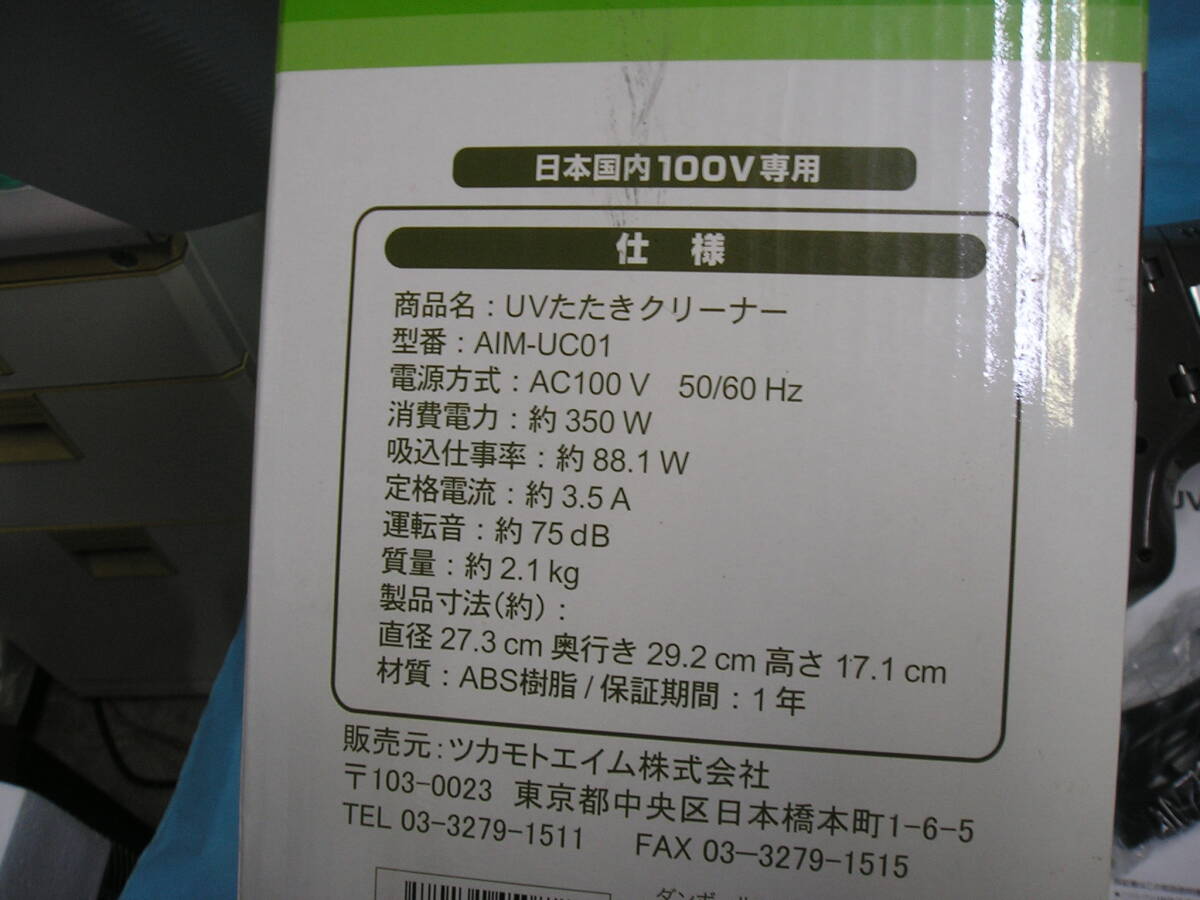 日本国内100V専用
仕 様
商品名：UVたたきクリーナー
型番：AIM-UC01
電源方式：AC100 V 50/60 Hz
消費電力：約 350 W
吸込仕事率：約 88.1 W
定格電流：約 3.5 A
運転音：約 75 dB
質量：約 2.1 kg
製品寸法（約）：
直径 27.3 cm 奥行き 29.2 cm 高さ 17.1 cm
材質：ABS樹脂 / 保証期間：1 年
販売元：ツカモトエイム株式会社
〒103-0023 東京都中央区日本橋本町1-6-5
TEL 03-3279-1511 FAX 03-3279-1515
UV